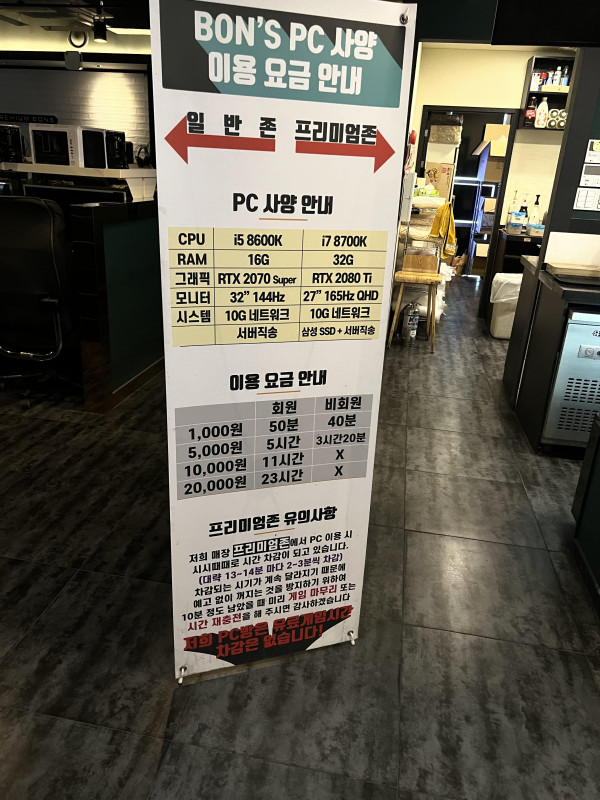 BON'S PC 사양
이용 요금 안내
일 반 존 프리미엄존
PC 사양 안내
CPU i5 8600K i7 8700K
RAM 16G 32G
그래픽 RTX 2070 Super RTX 2080 Ti
모니터 32” 144Hz 27” 165Hz QHD
시스템 10G 네트워크 10G 네트워크
서버직송 삼성 SSD + 서버직송
이용 요금 안내
회원 비회원
1,000원 50분 40분
5,000원 5시간 3시간20분
10,000원 11시간 X
20,000원 23시간 X
프리미엄존 유의사항
저희 매장 프리미엄존에서 PC 이용 시
시시때때로 시간 차감이 되고 있습니다.
(대략 13~14분 마다 2~3분씩 차감)
차감되는 시기가 계속 달라지기 때문에
예고 없이 꺼지는 것을 방지하기 위하여
10분 정도 남았을 때 미리 게임 마무리 또는
시간 재충전을 해 주시면 감사하겠습니다
저희 PC방은 유료게임시간
차감은 없습니다!
PREMIUM BONS